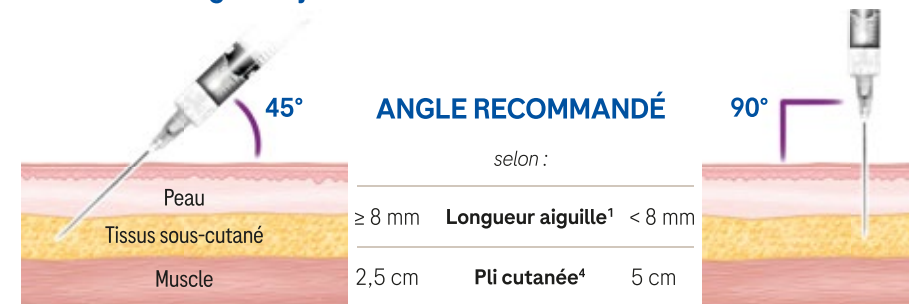 45°
ANGLE RECOMMANDÉ
90°
selon :
Peau
≥ 8 mm Longueur aiguille¹ < 8 mm
Tissus sous-cutané
Muscle
2,5 cm Pli cutanée⁴ 5 cm